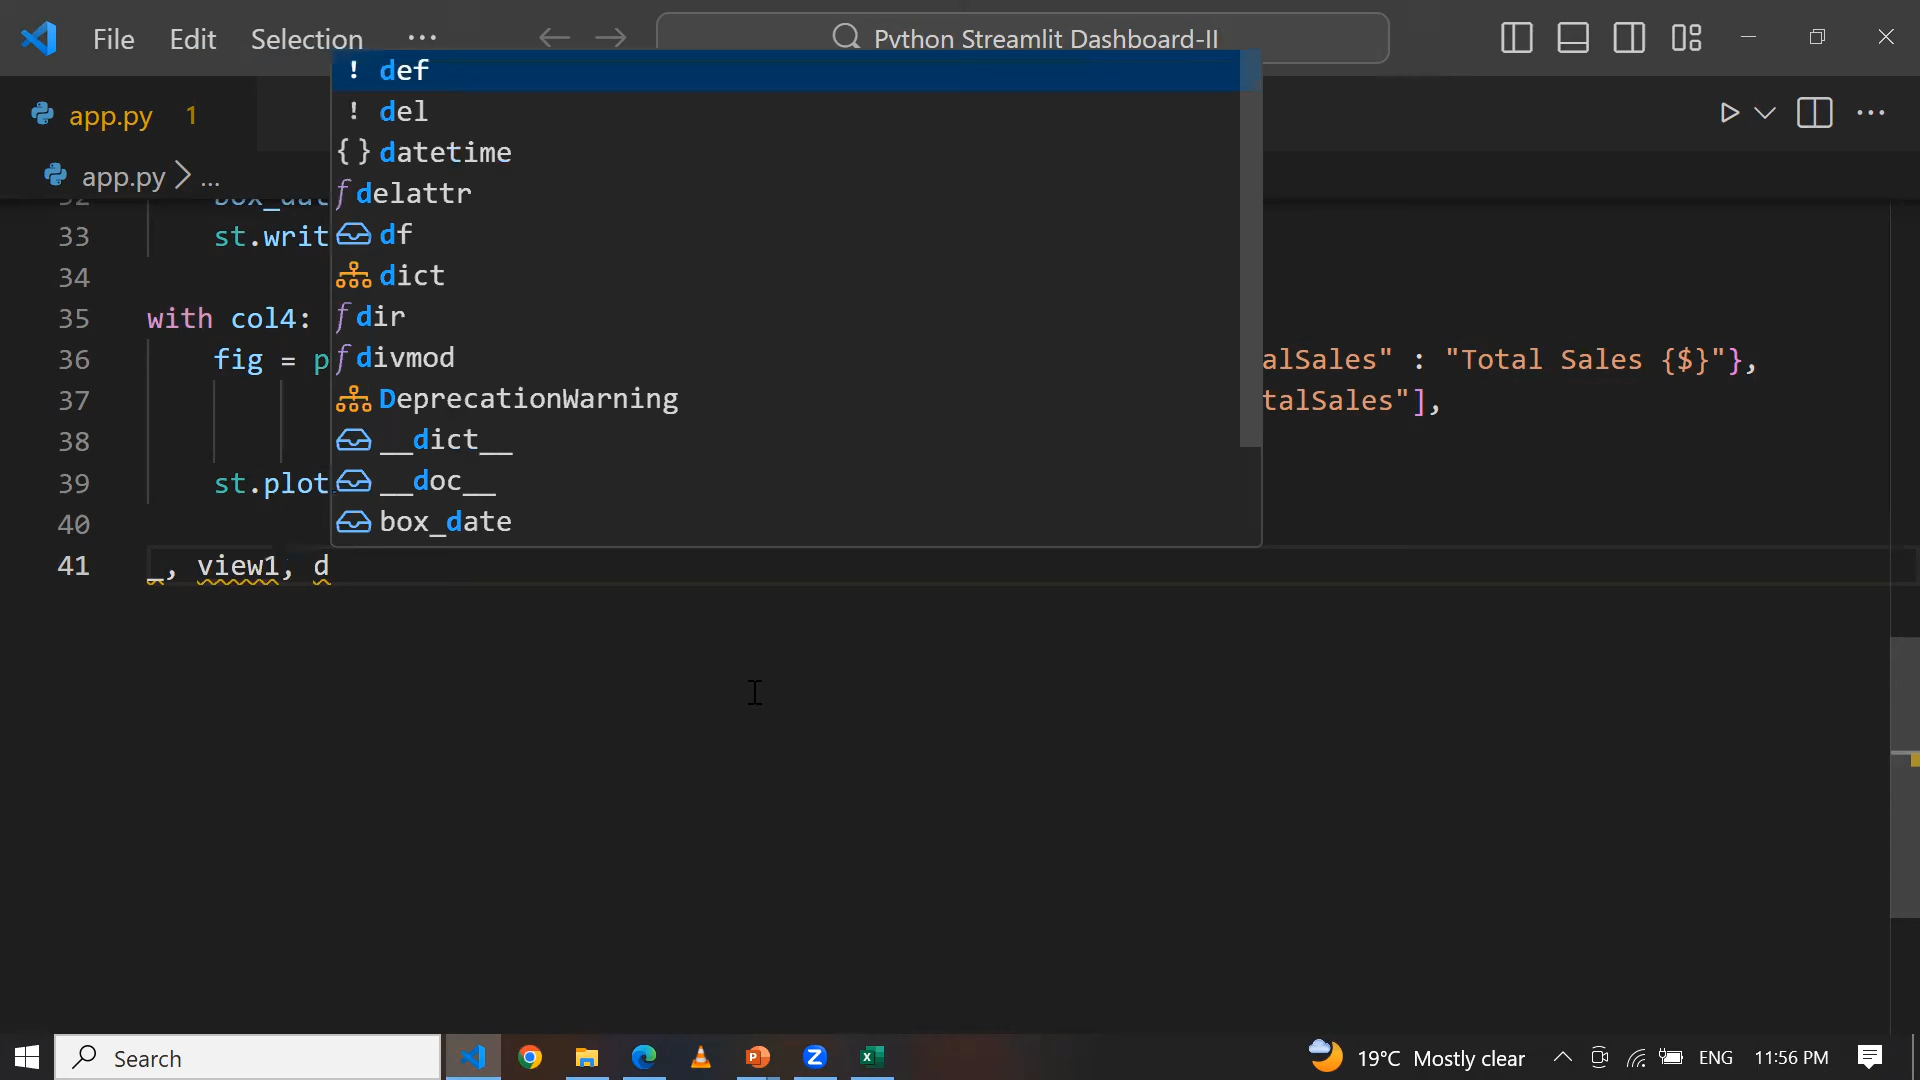 File Edit Selection ··· Python Streamlit Dashboard-II
app.py 1
app.py > ...
def
del
datetime
delattr
df
dict
dir
divmod
DeprecationWarning
__dict__
__doc__
box_date
33 st.writ
34
35 with col4:
36 fig = p alSales" : "Total Sales {$}"},
37 talSales"],
38
39 st.plot
40
41 _, view1, d
Search 19°C Mostly clear ENG 11:56 PM